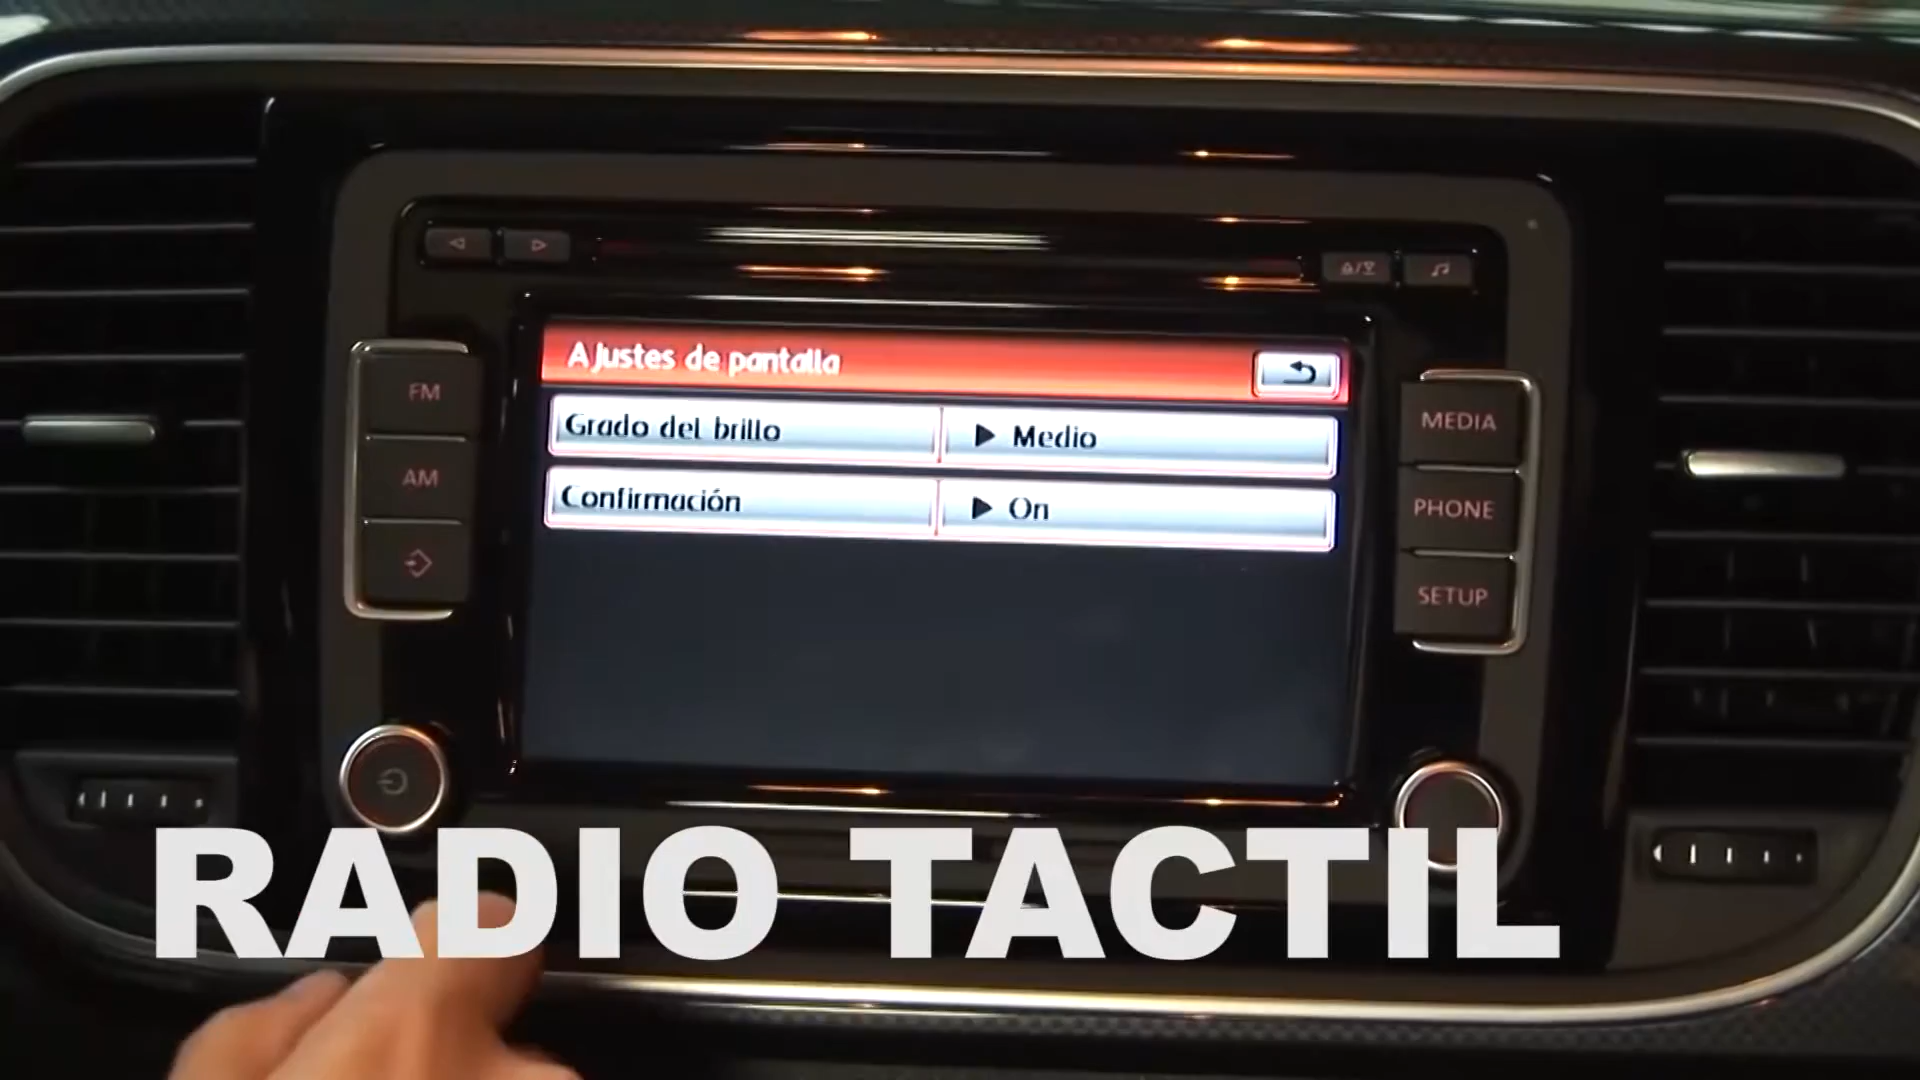 FM
AM
Ajustes de pantalla
Grado del brillo
Medio
Confirmación
On
MEDIA
PHONE
SETUP
RADIO TACTIL